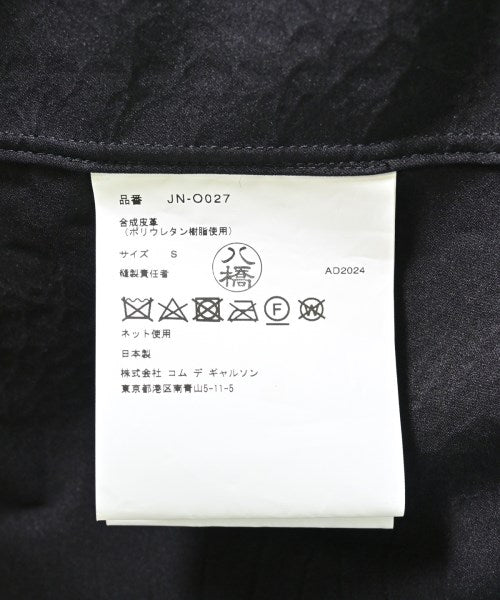 品番 JN-O027
合成皮革
（ポリウレタン樹脂使用）
サイズ S
縫製責任者 八橋 AD2024
F W
ネット使用
日本製
株式会社 コム デ ギャルソン
東京都港区南青山5-11-5